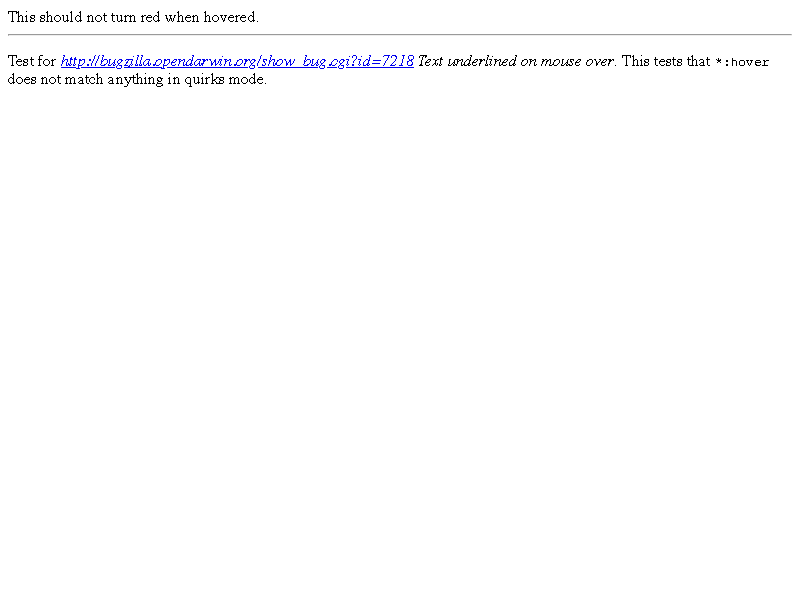 This should not turn red when hovered.
Test for http://bugzilla.opendarwin.org/show_bug.cgi?id=7218 Text underlined on mouse over. This tests that *:hover
does not match anything in quirks mode.